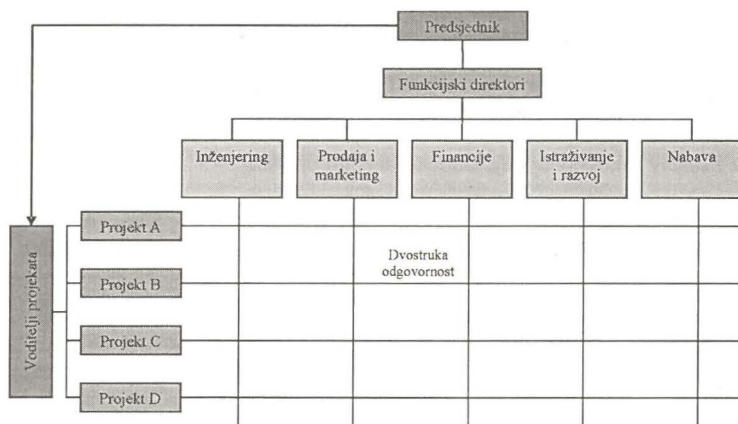 Predsjednik
Funkcijski direktori
Inženjering
Prodaja i
marketing
Financije
Istraživanje
i razvoj
Nabava
Voditelji projekata
Projekt A
Dvostruka
odgovornost
Projekt B
Projekt C
Projekt D